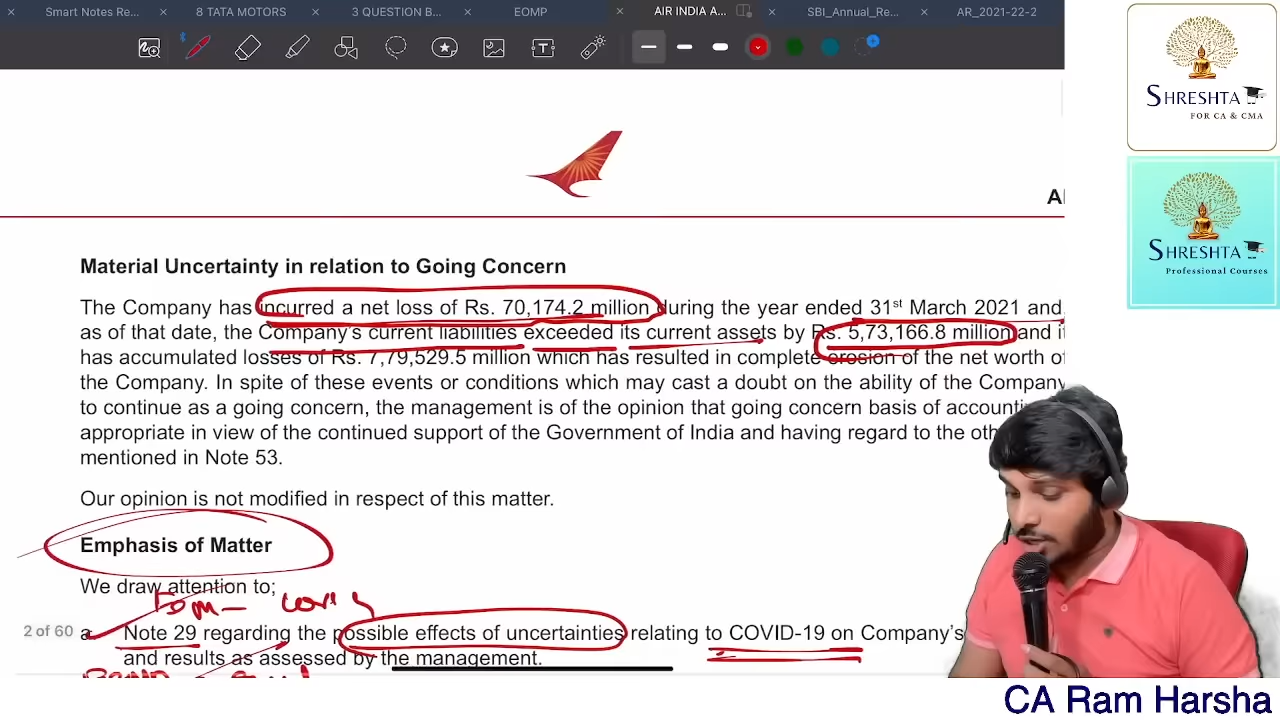 Smart Notes Re...
8 TATA MOTORS
3 QUESTION B...
EOMP
AIR INDIA A...
SBI_Annual_Re...
AR_2021-22-2
SHRESHTA
FOR CA & CMA
SHRESHTA
Professional Courses
Material Uncertainty in relation to Going Concern
The Company has incurred a net loss of Rs. 70,174.2 million during the year ended 31st March 2021 and,
as of that date, the Company's current liabilities exceeded its current assets by Rs. 5,73,166.8 million and it
has accumulated losses of Rs. 7,79,529.5 million which has resulted in complete erosion of the net worth of
the Company. In spite of these events or conditions which may cast a doubt on the ability of the Company
to continue as a going concern, the management is of the opinion that going concern basis of
appropriate in view of the continued support of the Government of India and having regard to the
mentioned in Note 53.
Our opinion is not modified in respect of this matter.
Emphasis of Matter
We draw attention to;
2 of 60
a. Note 29 regarding the possible effects of uncertainties relating to COVID-19 on Company's
and results as assessed by the management.
CA Ram Harsha